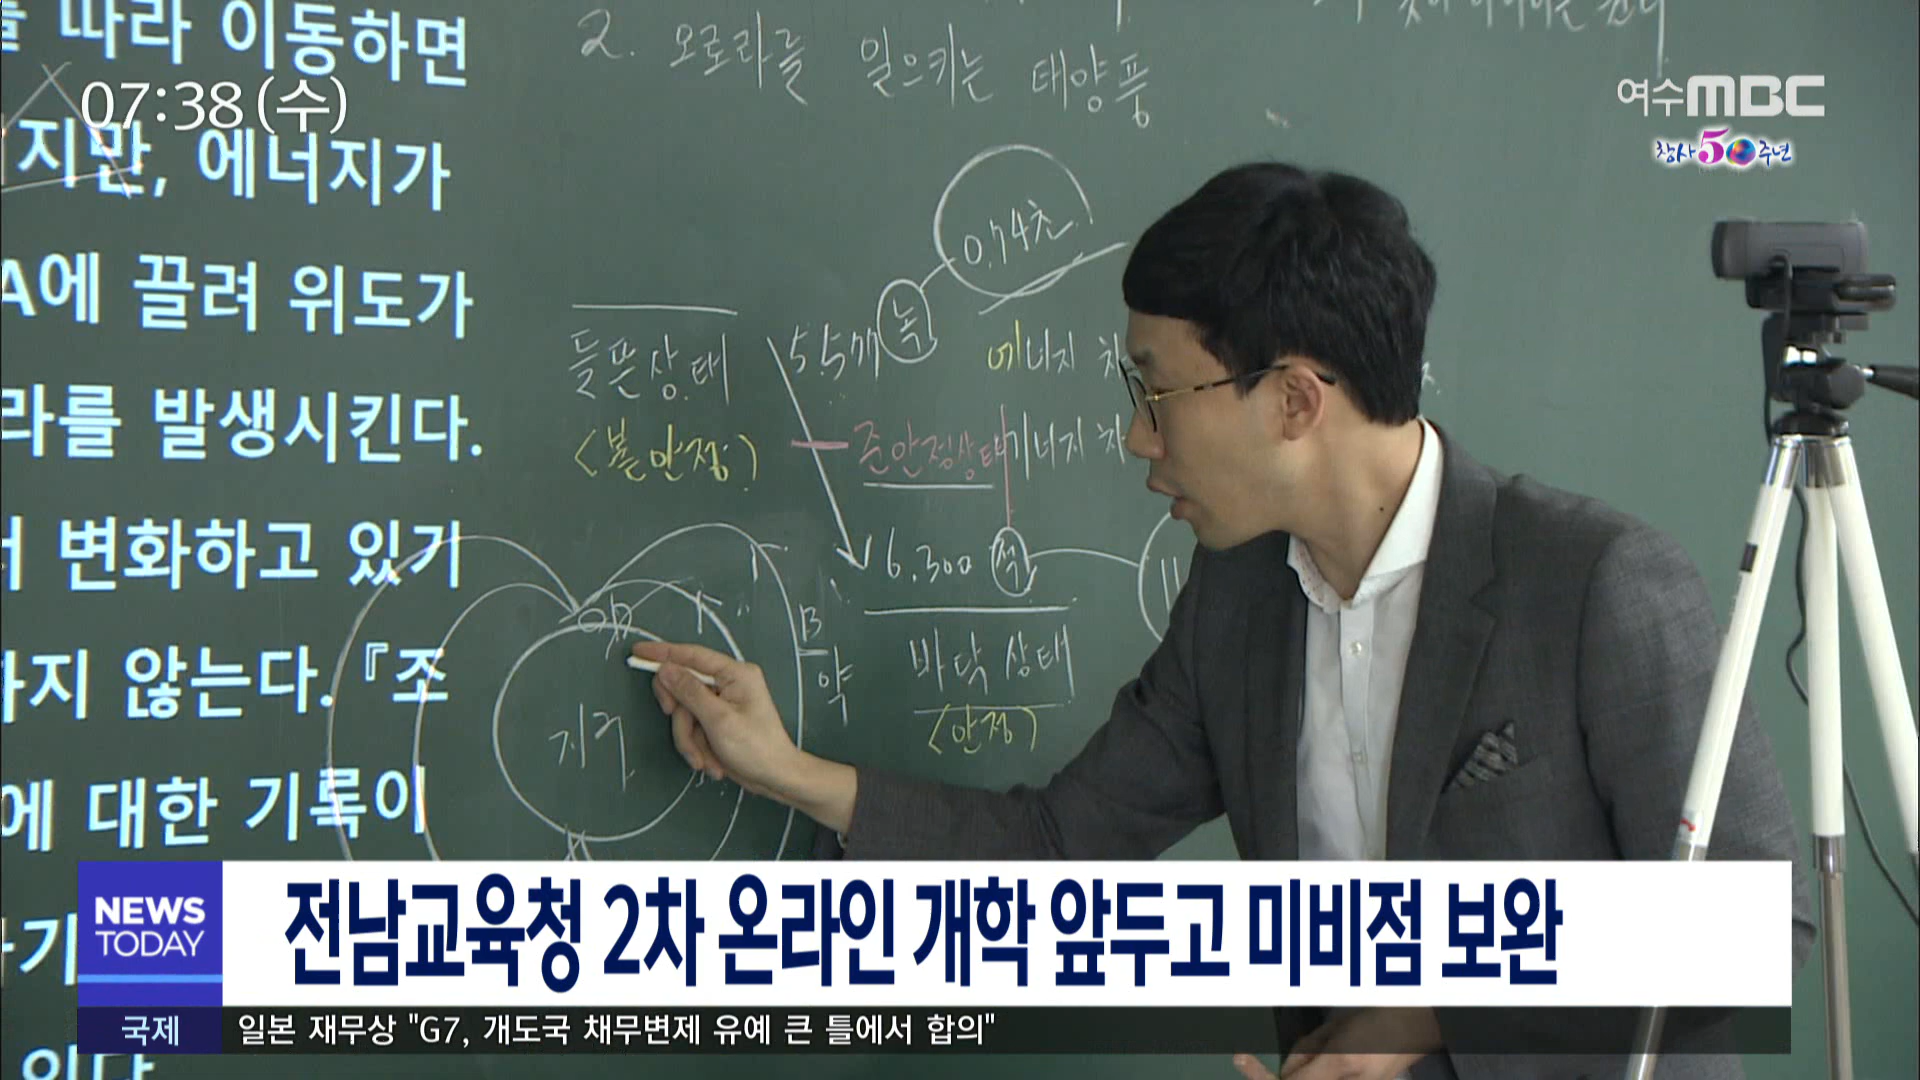 따라 이동하면
07:38 (수)
여수MBC
창사50주년
2. 오로라를 일으키는 태양풍
지만, 에너지가
A에 끌려 위도가
0.74초
녹
들뜬상태
에너지 차
라를 발생시킨다.
<불안정>
준안정상태
에너지 차
변화하고 있기
6.300 적
B
약
바닥상태
<안정>
하지 않는다. 『조
지구
에 대한 기록이
NEWS
TODAY
전남교육청 2차 온라인 개학 앞두고 미비점 보완
국제
일본 재무상 "G7, 개도국 채무변제 유예 큰 틀에서 합의"